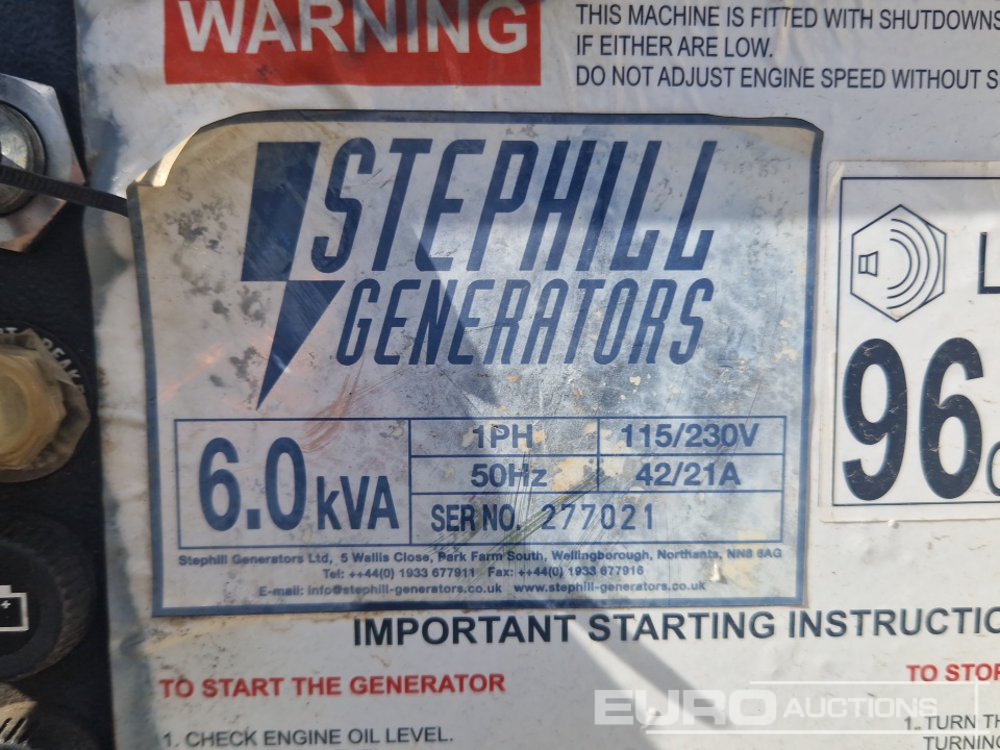 WARNING
THIS MACHINE IS FITTED WITH SHUTDOWNS
IF EITHER ARE LOW.
DO NOT ADJUST ENGINE SPEED WITHOUT
STEPHILL
GENERATORS
96
6.0 kVA
1PH 115/230V
50Hz 42/21A
SER NO. 277021
Stephill Generators Ltd, 5 Wallis Close, Park Farm South, Wellingborough, Northants, NN8 6AG
Tel: ++44(0) 1933 677911 Fax: ++44(0) 1933 677916
E-mail: info@stephill-generators.co.uk www.stephill-generators.co.uk
IMPORTANT STARTING
TO START THE GENERATOR
TO
1. CHECK ENGINE OIL LEVEL.
1. TURN
TURNING
EURO AUCTIONS